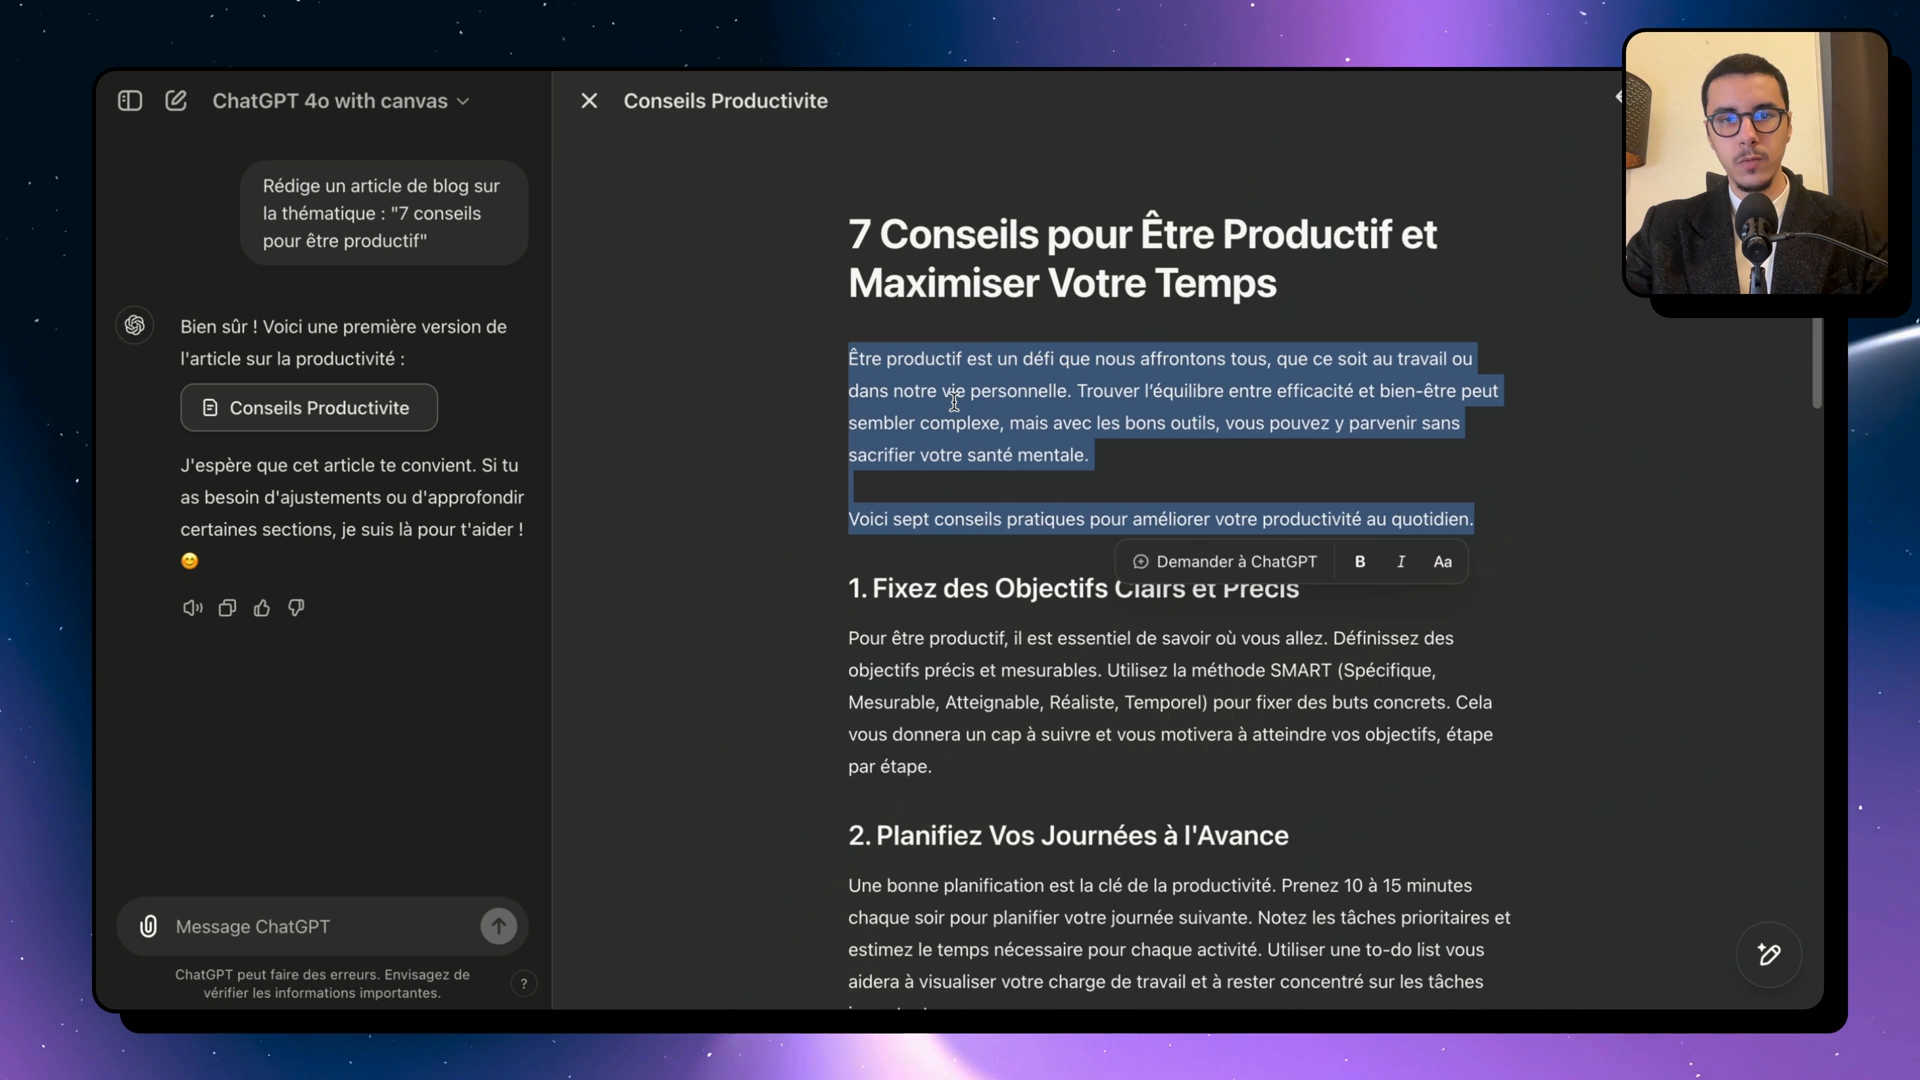 ChatGPT 4o with canvas
Rédige un article de blog sur
la thématique : "7 conseils
pour être productif"
Bien sûr ! Voici une première version de
l'article sur la productivité :
Conseils Productivite
J'espère que cet article te convient. Si tu
as besoin d'ajustements ou d'approfondir
certaines sections, je suis là pour t'aider !
😊
Message ChatGPT
ChatGPT peut faire des erreurs. Envisagez de
vérifier les informations importantes.
?
Conseils Productivite
7 Conseils pour Être Productif et
Maximiser Votre Temps
Être productif est un défi que nous affrontons tous, que ce soit au travail ou
dans notre vie personnelle. Trouver l'équilibre entre efficacité et bien-être peut
sembler complexe, mais avec les bons outils, vous pouvez y parvenir sans
sacrifier votre santé mentale.
Voici sept conseils pratiques pour améliorer votre productivité au quotidien.
Demander à ChatGPT B I Aa
1. Fixez des Objectifs Clairs et Précis
Pour être productif, il est essentiel de savoir où vous allez. Définissez des
objectifs précis et mesurables. Utilisez la méthode SMART (Spécifique,
Mesurable, Atteignable, Réaliste, Temporel) pour fixer des buts concrets. Cela
vous donnera un cap à suivre et vous motivera à atteindre vos objectifs, étape
par étape.
2. Planifiez Vos Journées à l'Avance
Une bonne planification est la clé de la productivité. Prenez 10 à 15 minutes
chaque soir pour planifier votre journée suivante. Notez les tâches prioritaires et
estimez le temps nécessaire pour chaque activité. Utiliser une to-do list vous
aidera à visualiser votre charge de travail et à rester concentré sur les tâches